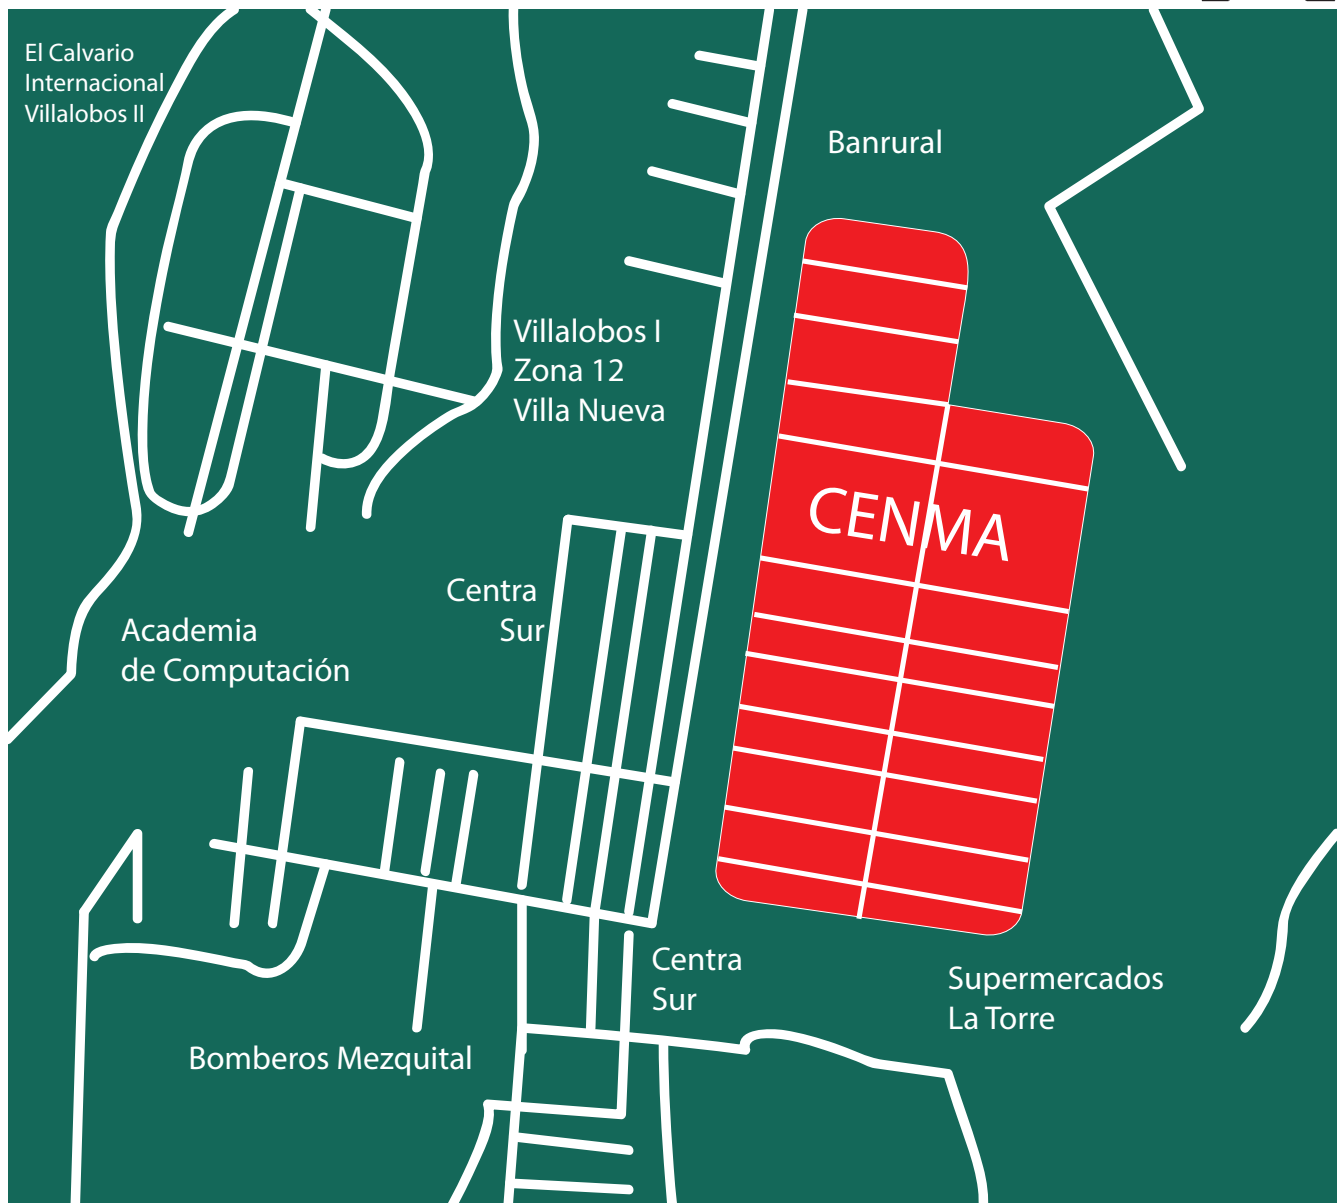 El Calvario
Internacional
Villalobos II
Banrural
Villalobos I
Zona 12
Villa Nueva
CENMA
Centra
Sur
Academia
de Computación
Centra
Sur
Supermercados
La Torre
Bomberos Mezquital